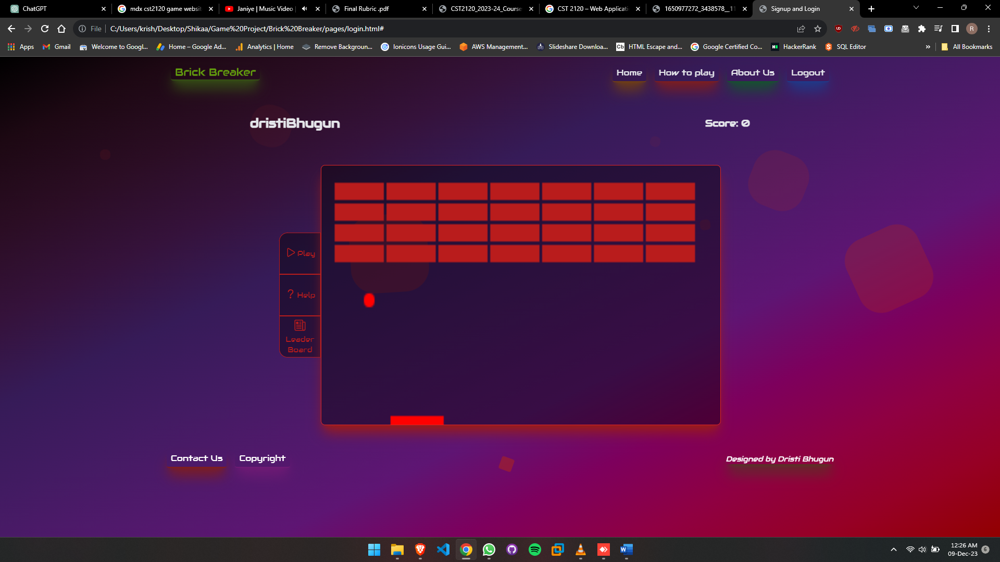 ChatGPT
mdx cst2120 game websit
Janiye | Music Video |
Final Rubric .pdf
CST2120_2023-24_Course
CST 2120 – Web Applicati
1650977272_3438578__11
Signup and Login
File
C:/Users/krish/Desktop/Shikaa/Game%20Project/Brick%20Breaker/pages/login.html#
R
Apps
Gmail
Welcome to Googl...
Home – Google Ad...
Analytics | Home
Remove Backgroun...
Ionicons Usage Gui...
AWS Management...
Slideshare Downloa...
Cb
HTML Escape and...
Google Certified Co...
HackerRank
SQL Editor
»
All Bookmarks
Brick Breaker
Home
How to play
About Us
Logout
dristiBhugun
Score: 0
Play
? Help
Leader
Board
Contact Us
Copyright
Designed by Dristi Bhugun
12:26 AM
09-Dec-23
6